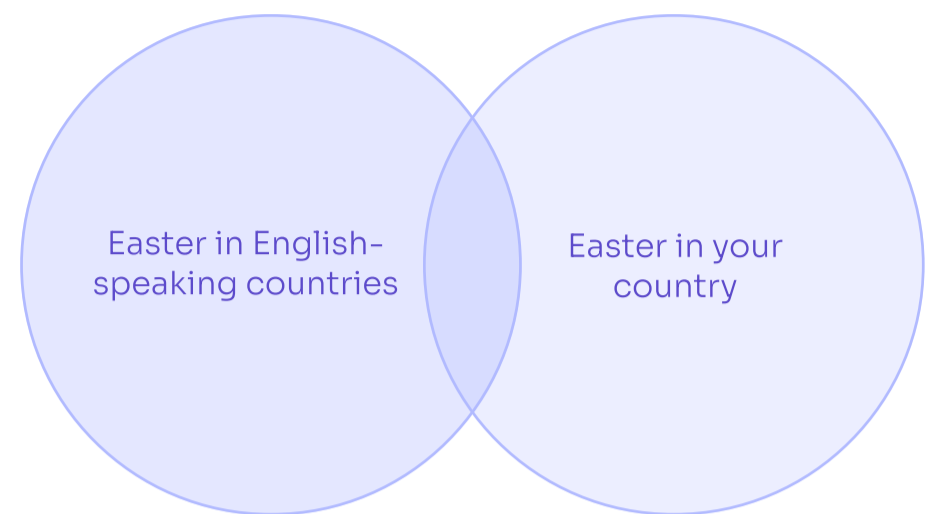 Easter in English-
speaking countries
Easter in your
country